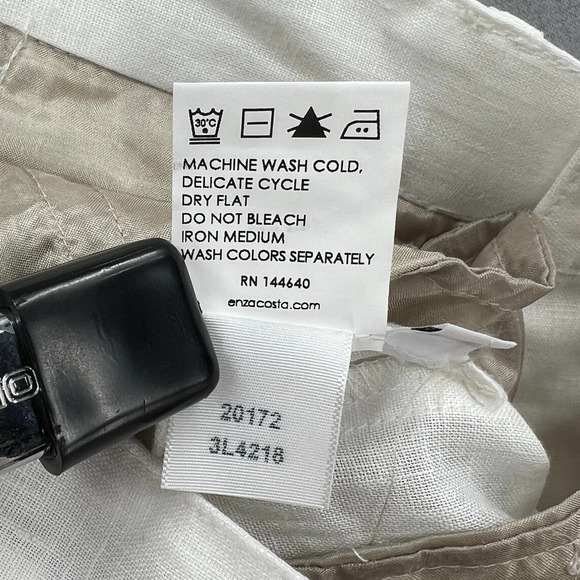 30°C
MACHINE WASH COLD,
DELICATE CYCLE
DRY FLAT
DO NOT BLEACH
IRON MEDIUM
WASH COLORS SEPARATELY
RN 144640
enzacosta.com
20172
3L4218